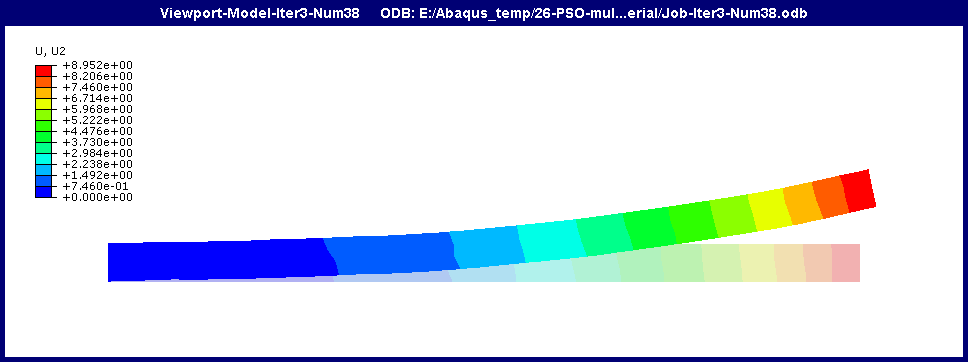 Viewport-Model-Iter3-Num38 ODB: E:/Abaqus_temp/26-PSO-mul...erial/Job-Iter3-Num38.odb
U, U2
+8.952e+00
+8.206e+00
+7.460e+00
+6.714e+00
+5.968e+00
+5.222e+00
+4.476e+00
+3.730e+00
+2.984e+00
+2.238e+00
+1.492e+00
+7.460e-01
+0.000e+00